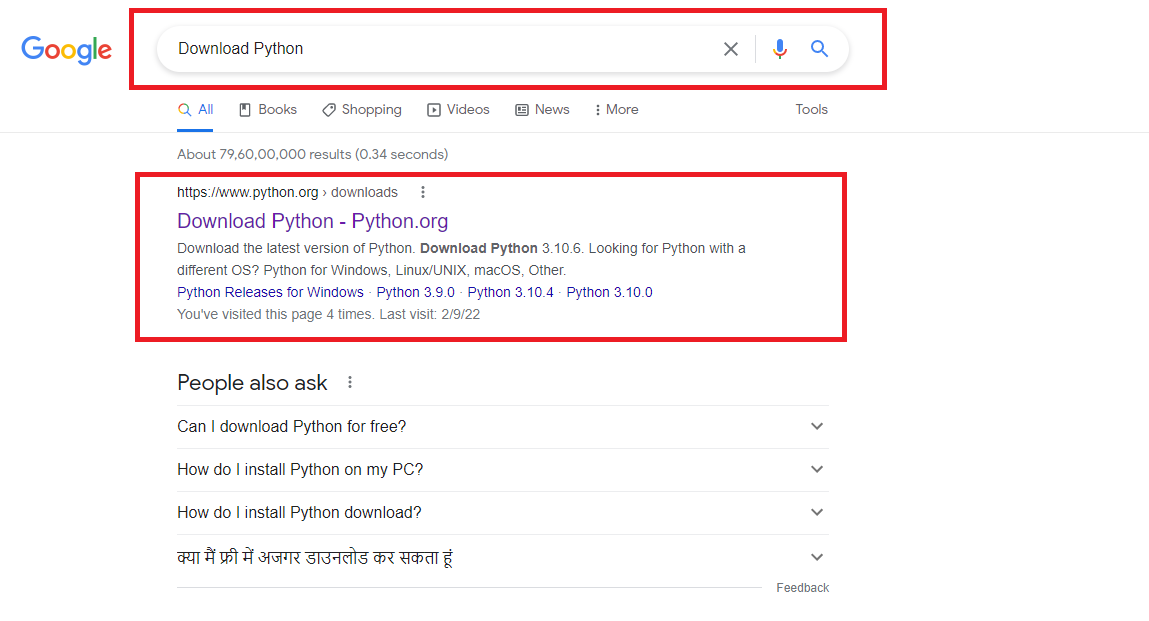 Google
Download Python
All Books Shopping Videos News More Tools
About 79,60,00,000 results (0.34 seconds)
https://www.python.org › downloads
Download Python - Python.org
Download the latest version of Python. Download Python 3.10.6. Looking for Python with a
different OS? Python for Windows, Linux/UNIX, macOS, Other.
Python Releases for Windows · Python 3.9.0 · Python 3.10.4 · Python 3.10.0
You've visited this page 4 times. Last visit: 2/9/22
People also ask
Can I download Python for free?
How do I install Python on my PC?
How do I install Python download?
क्या मैं फ्री में अजगर डाउनलोड कर सकता हूं
Feedback